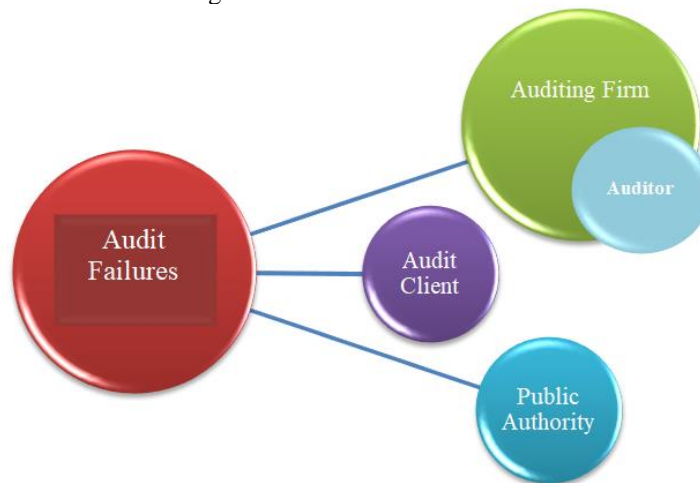 Auditing Firm
Auditor
Audit
Failures
Audit
Client
Public
Authority